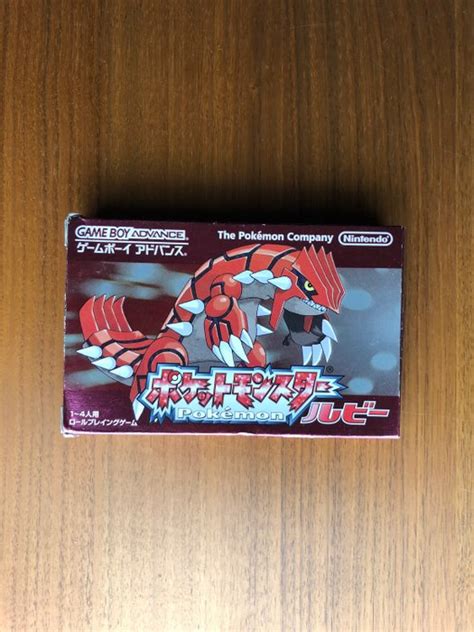 GAME BOY ADVANCE
ゲームボーイ アドバンス®
The Pokémon Company
Nintendo
ポケットモンスター®
Pokémon
ルビー
1~4人用
ロールプレイングゲーム